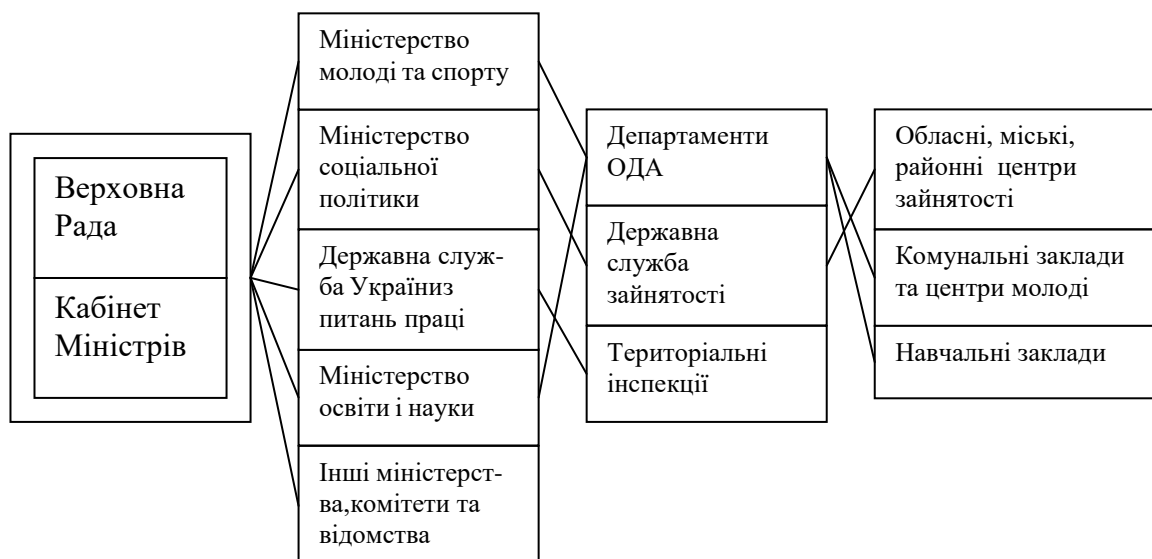 Верховна
Рада
Кабінет
Міністрів
Міністерство
молоді та спорту
Міністерство
соціальної
політики
Державна служ-
ба Україниз
питань праці
Міністерство
освіти і науки
Інші міністерст-
ва,комітети та
відомства
Департаменти
ОДА
Державна
служба
зайнятості
Територіальні
інспекції
Обласні, міські,
районні центри
зайнятості
Комунальні заклади
та центри молоді
Навчальні заклади